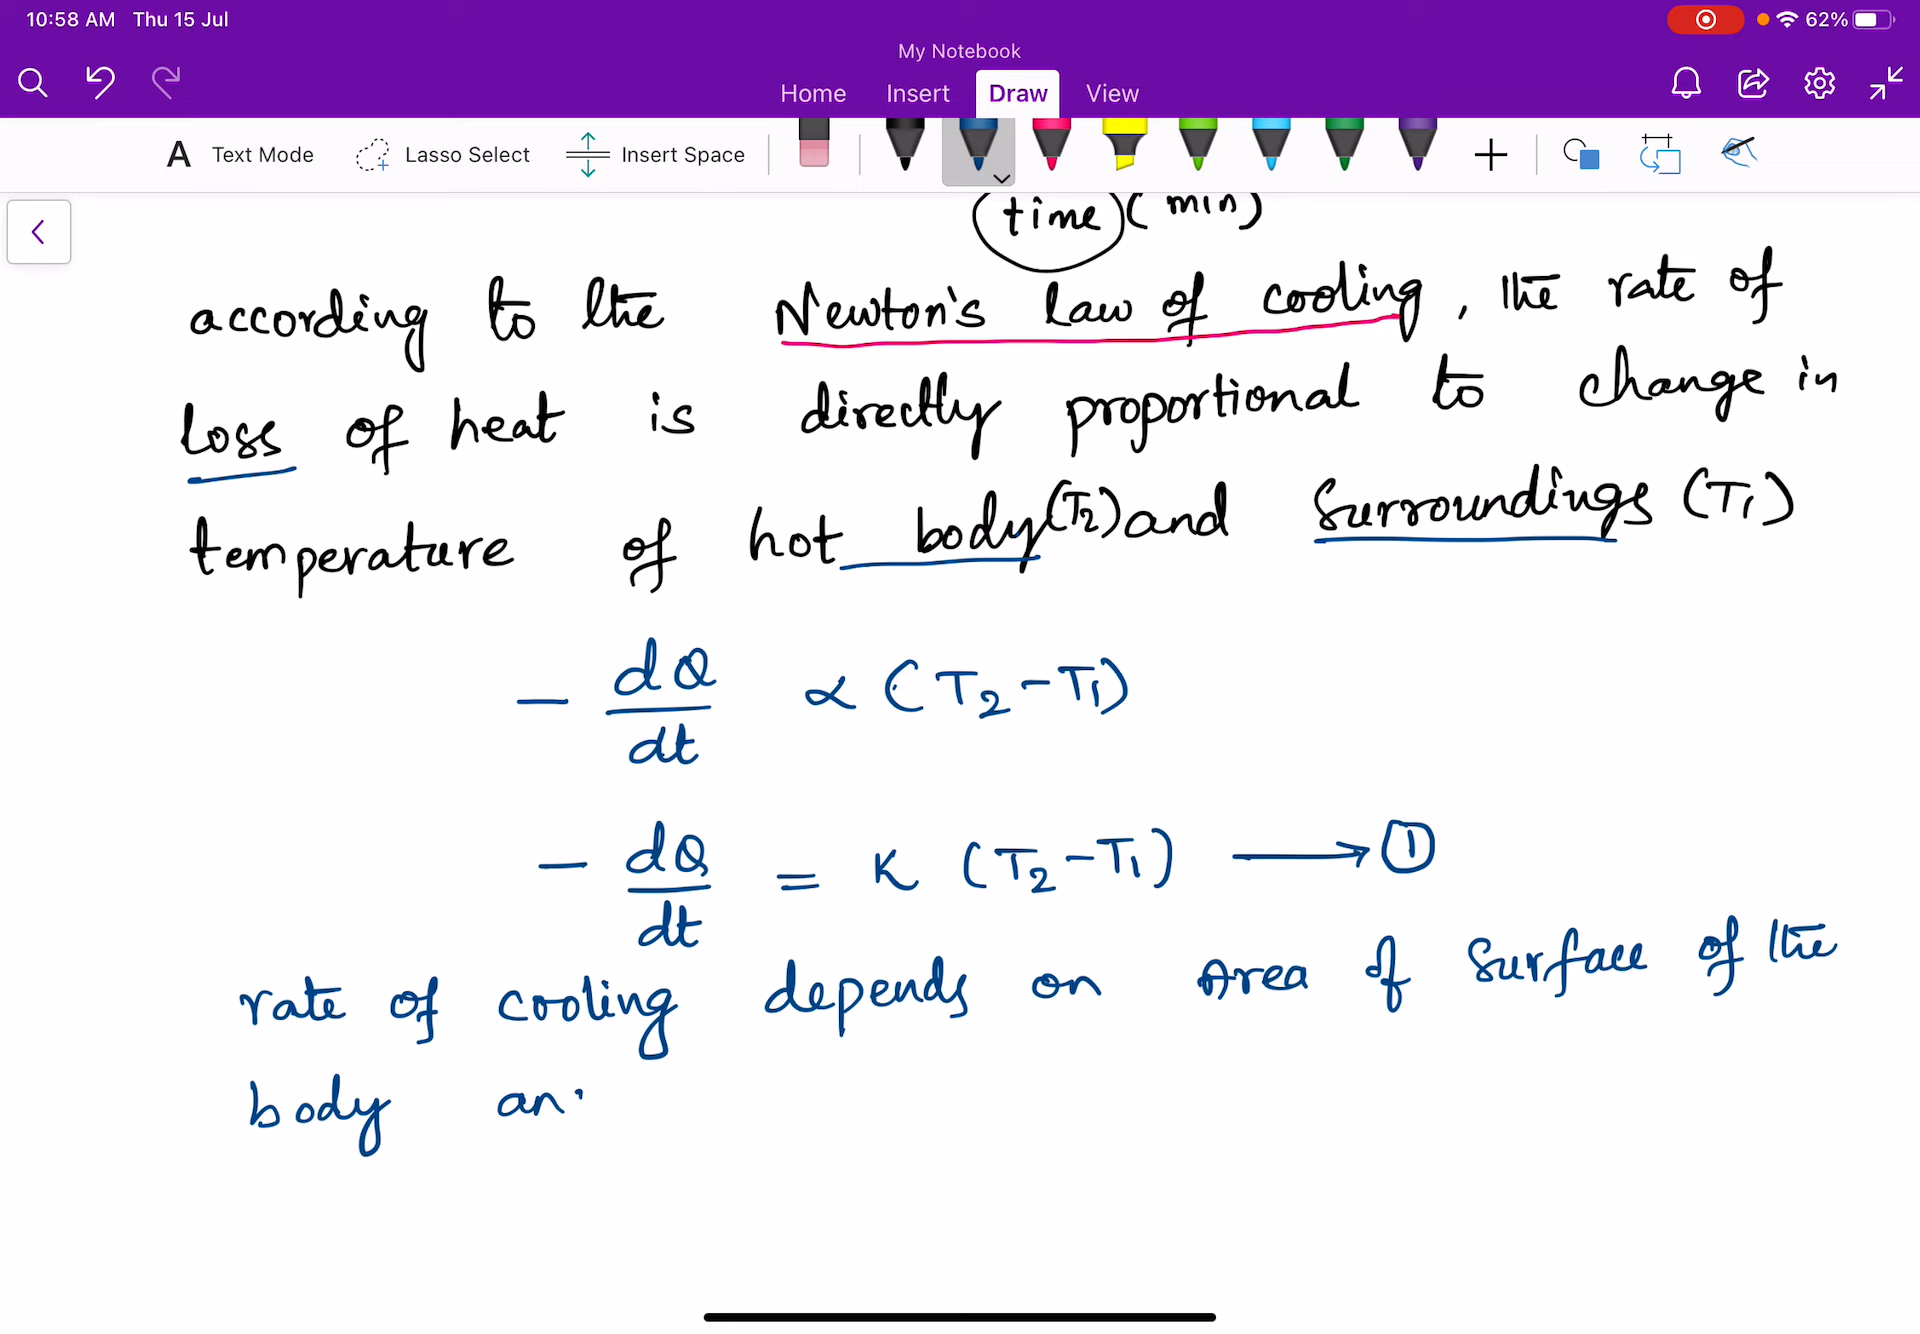 10:58 AM Thu 15 Jul
62%
My Notebook
Home Insert Draw View
A Text Mode Lasso Select Insert Space
time (min)
according to the Newton's law of cooling, the rate of
loss of heat is directly proportional to change in
temperature of hot body (T₂) and Surroundings (T₁)
- dQ/dt ∝ (T₂ - T₁)
- dQ/dt = K (T₂ - T₁) ⟶ ①
rate of cooling depends on Area of Surface of the
body an